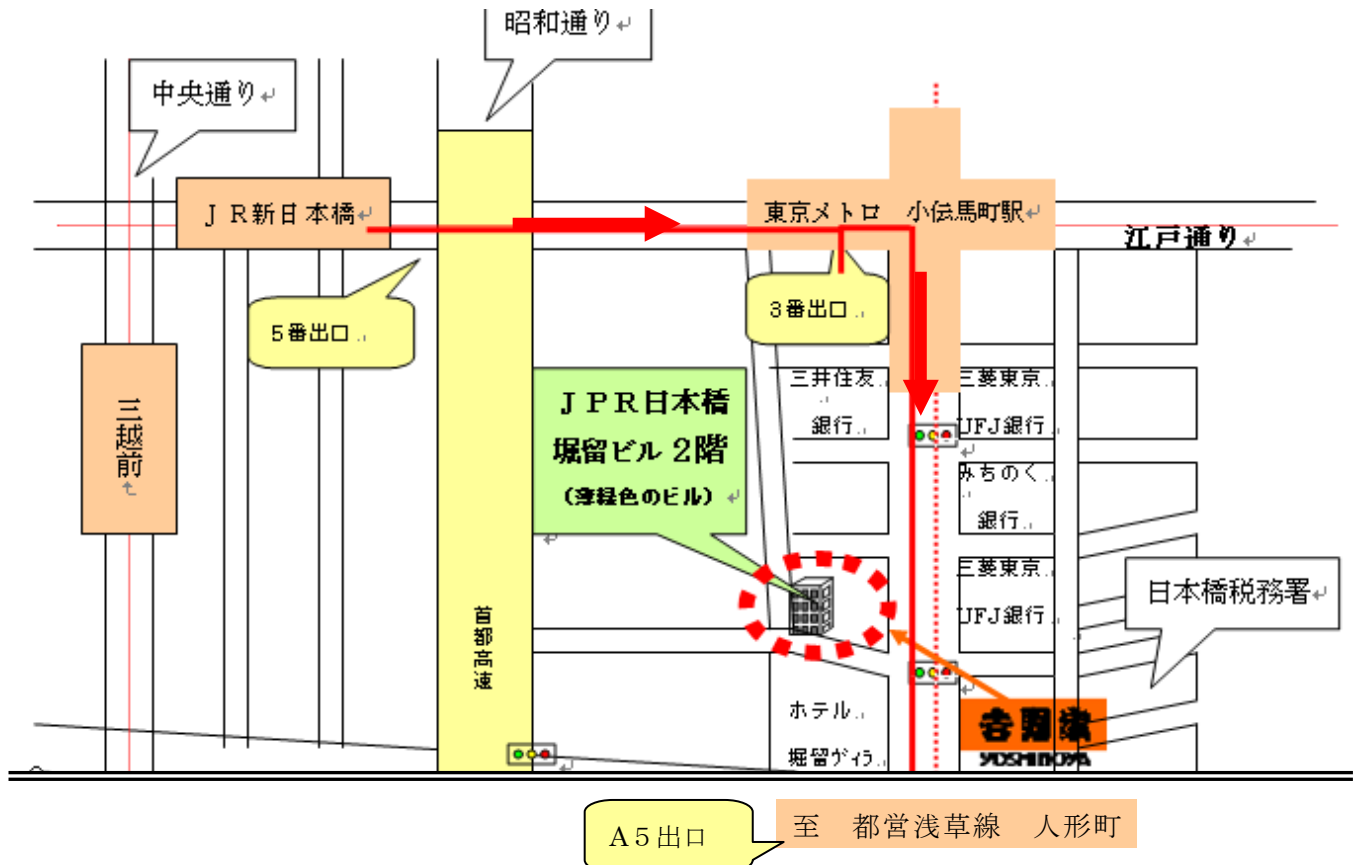 昭和通り
中央通り
ＪＲ新日本橋
東京メトロ　小伝馬町駅
江戸通り
5番出口
3番出口
三越前
ＪＰＲ日本橋
堀留ビル 2階
（薄緑色のビル）
三井住友
銀行
三菱東京
UFJ銀行
みちのく
銀行
三菱東京
UFJ銀行
日本橋税務署
首都高速
ホテル
堀留ヴィラ
吉野家
YOSHINOYA
A5出口
至　都営浅草線　人形町